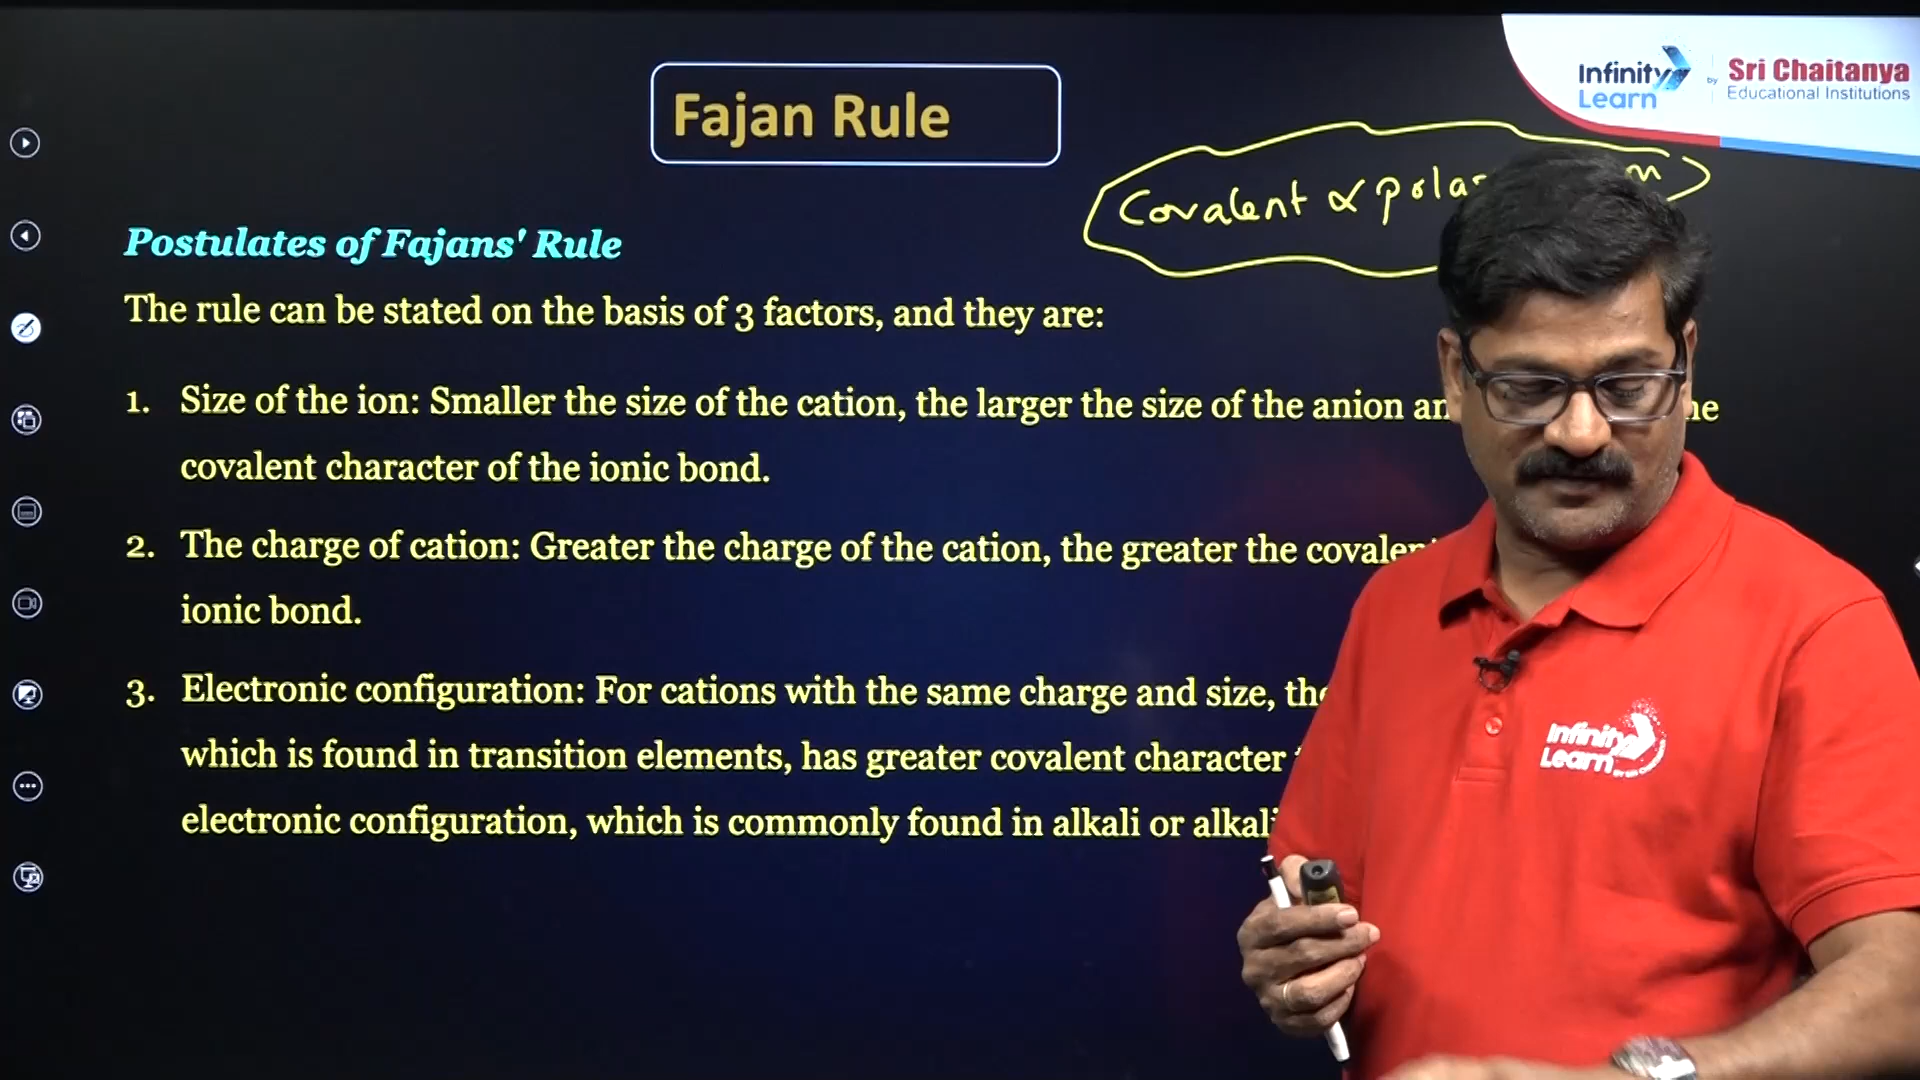 Infinity Learn by Sri Chaitanya Educational Institutions
Fajan Rule
Covalent ∝
Postulates of Fajans' Rule
The rule can be stated on the basis of 3 factors, and they are:
1. Size of the ion: Smaller the size of the cation, the larger the size of the anion
covalent character of the ionic bond.
2. The charge of cation: Greater the charge of the cation, the greater the
ionic bond.
3. Electronic configuration: For cations with the same charge and size,
which is found in transition elements, has greater covalent character
electronic configuration, which is commonly found in alkali or
Infinity
Learn